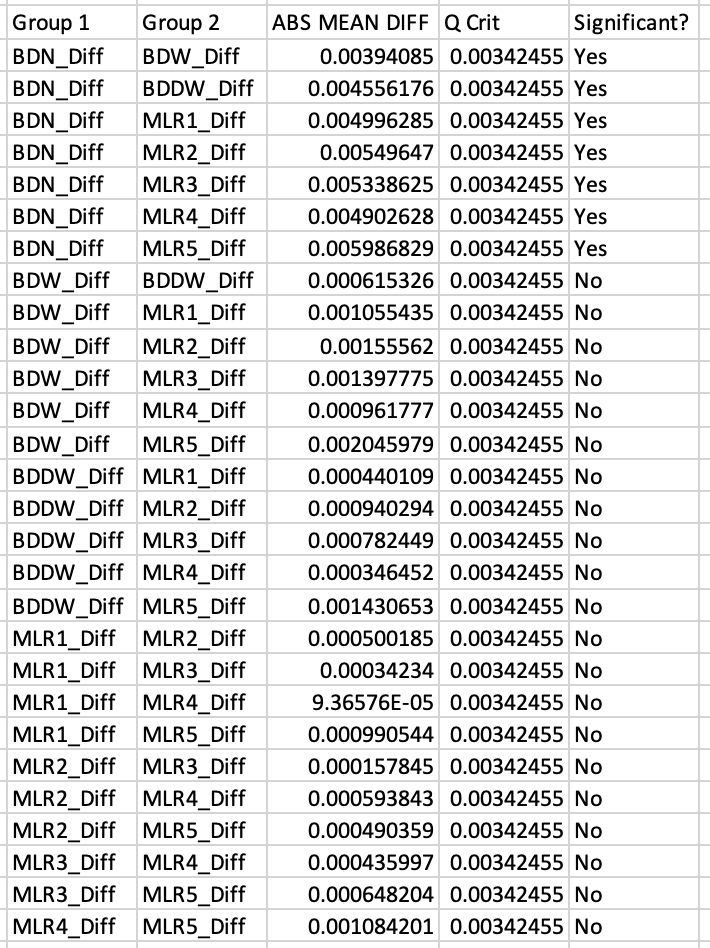 Group 1 Group 2 ABS MEAN DIFF Q Crit Significant?
BDN_Diff BDW_Diff 0.00394085 0.00342455 Yes
BDN_Diff BDDW_Diff 0.004556176 0.00342455 Yes
BDN_Diff MLR1_Diff 0.004996285 0.00342455 Yes
BDN_Diff MLR2_Diff 0.00549647 0.00342455 Yes
BDN_Diff MLR3_Diff 0.005338625 0.00342455 Yes
BDN_Diff MLR4_Diff 0.004902628 0.00342455 Yes
BDN_Diff MLR5_Diff 0.005986829 0.00342455 Yes
BDW_Diff BDDW_Diff 0.000615326 0.00342455 No
BDW_Diff MLR1_Diff 0.001055435 0.00342455 No
BDW_Diff MLR2_Diff 0.00155562 0.00342455 No
BDW_Diff MLR3_Diff 0.001397775 0.00342455 No
BDW_Diff MLR4_Diff 0.000961777 0.00342455 No
BDW_Diff MLR5_Diff 0.002045979 0.00342455 No
BDDW_Diff MLR1_Diff 0.000440109 0.00342455 No
BDDW_Diff MLR2_Diff 0.000940294 0.00342455 No
BDDW_Diff MLR3_Diff 0.000782449 0.00342455 No
BDDW_Diff MLR4_Diff 0.000346452 0.00342455 No
BDDW_Diff MLR5_Diff 0.001430653 0.00342455 No
MLR1_Diff MLR2_Diff 0.000500185 0.00342455 No
MLR1_Diff MLR3_Diff 0.00034234 0.00342455 No
MLR1_Diff MLR4_Diff 9.36576E-05 0.00342455 No
MLR1_Diff MLR5_Diff 0.000990544 0.00342455 No
MLR2_Diff MLR3_Diff 0.000157845 0.00342455 No
MLR2_Diff MLR4_Diff 0.000593843 0.00342455 No
MLR2_Diff MLR5_Diff 0.000490359 0.00342455 No
MLR3_Diff MLR4_Diff 0.000435997 0.00342455 No
MLR3_Diff MLR5_Diff 0.000648204 0.00342455 No
MLR4_Diff MLR5_Diff 0.001084201 0.00342455 No